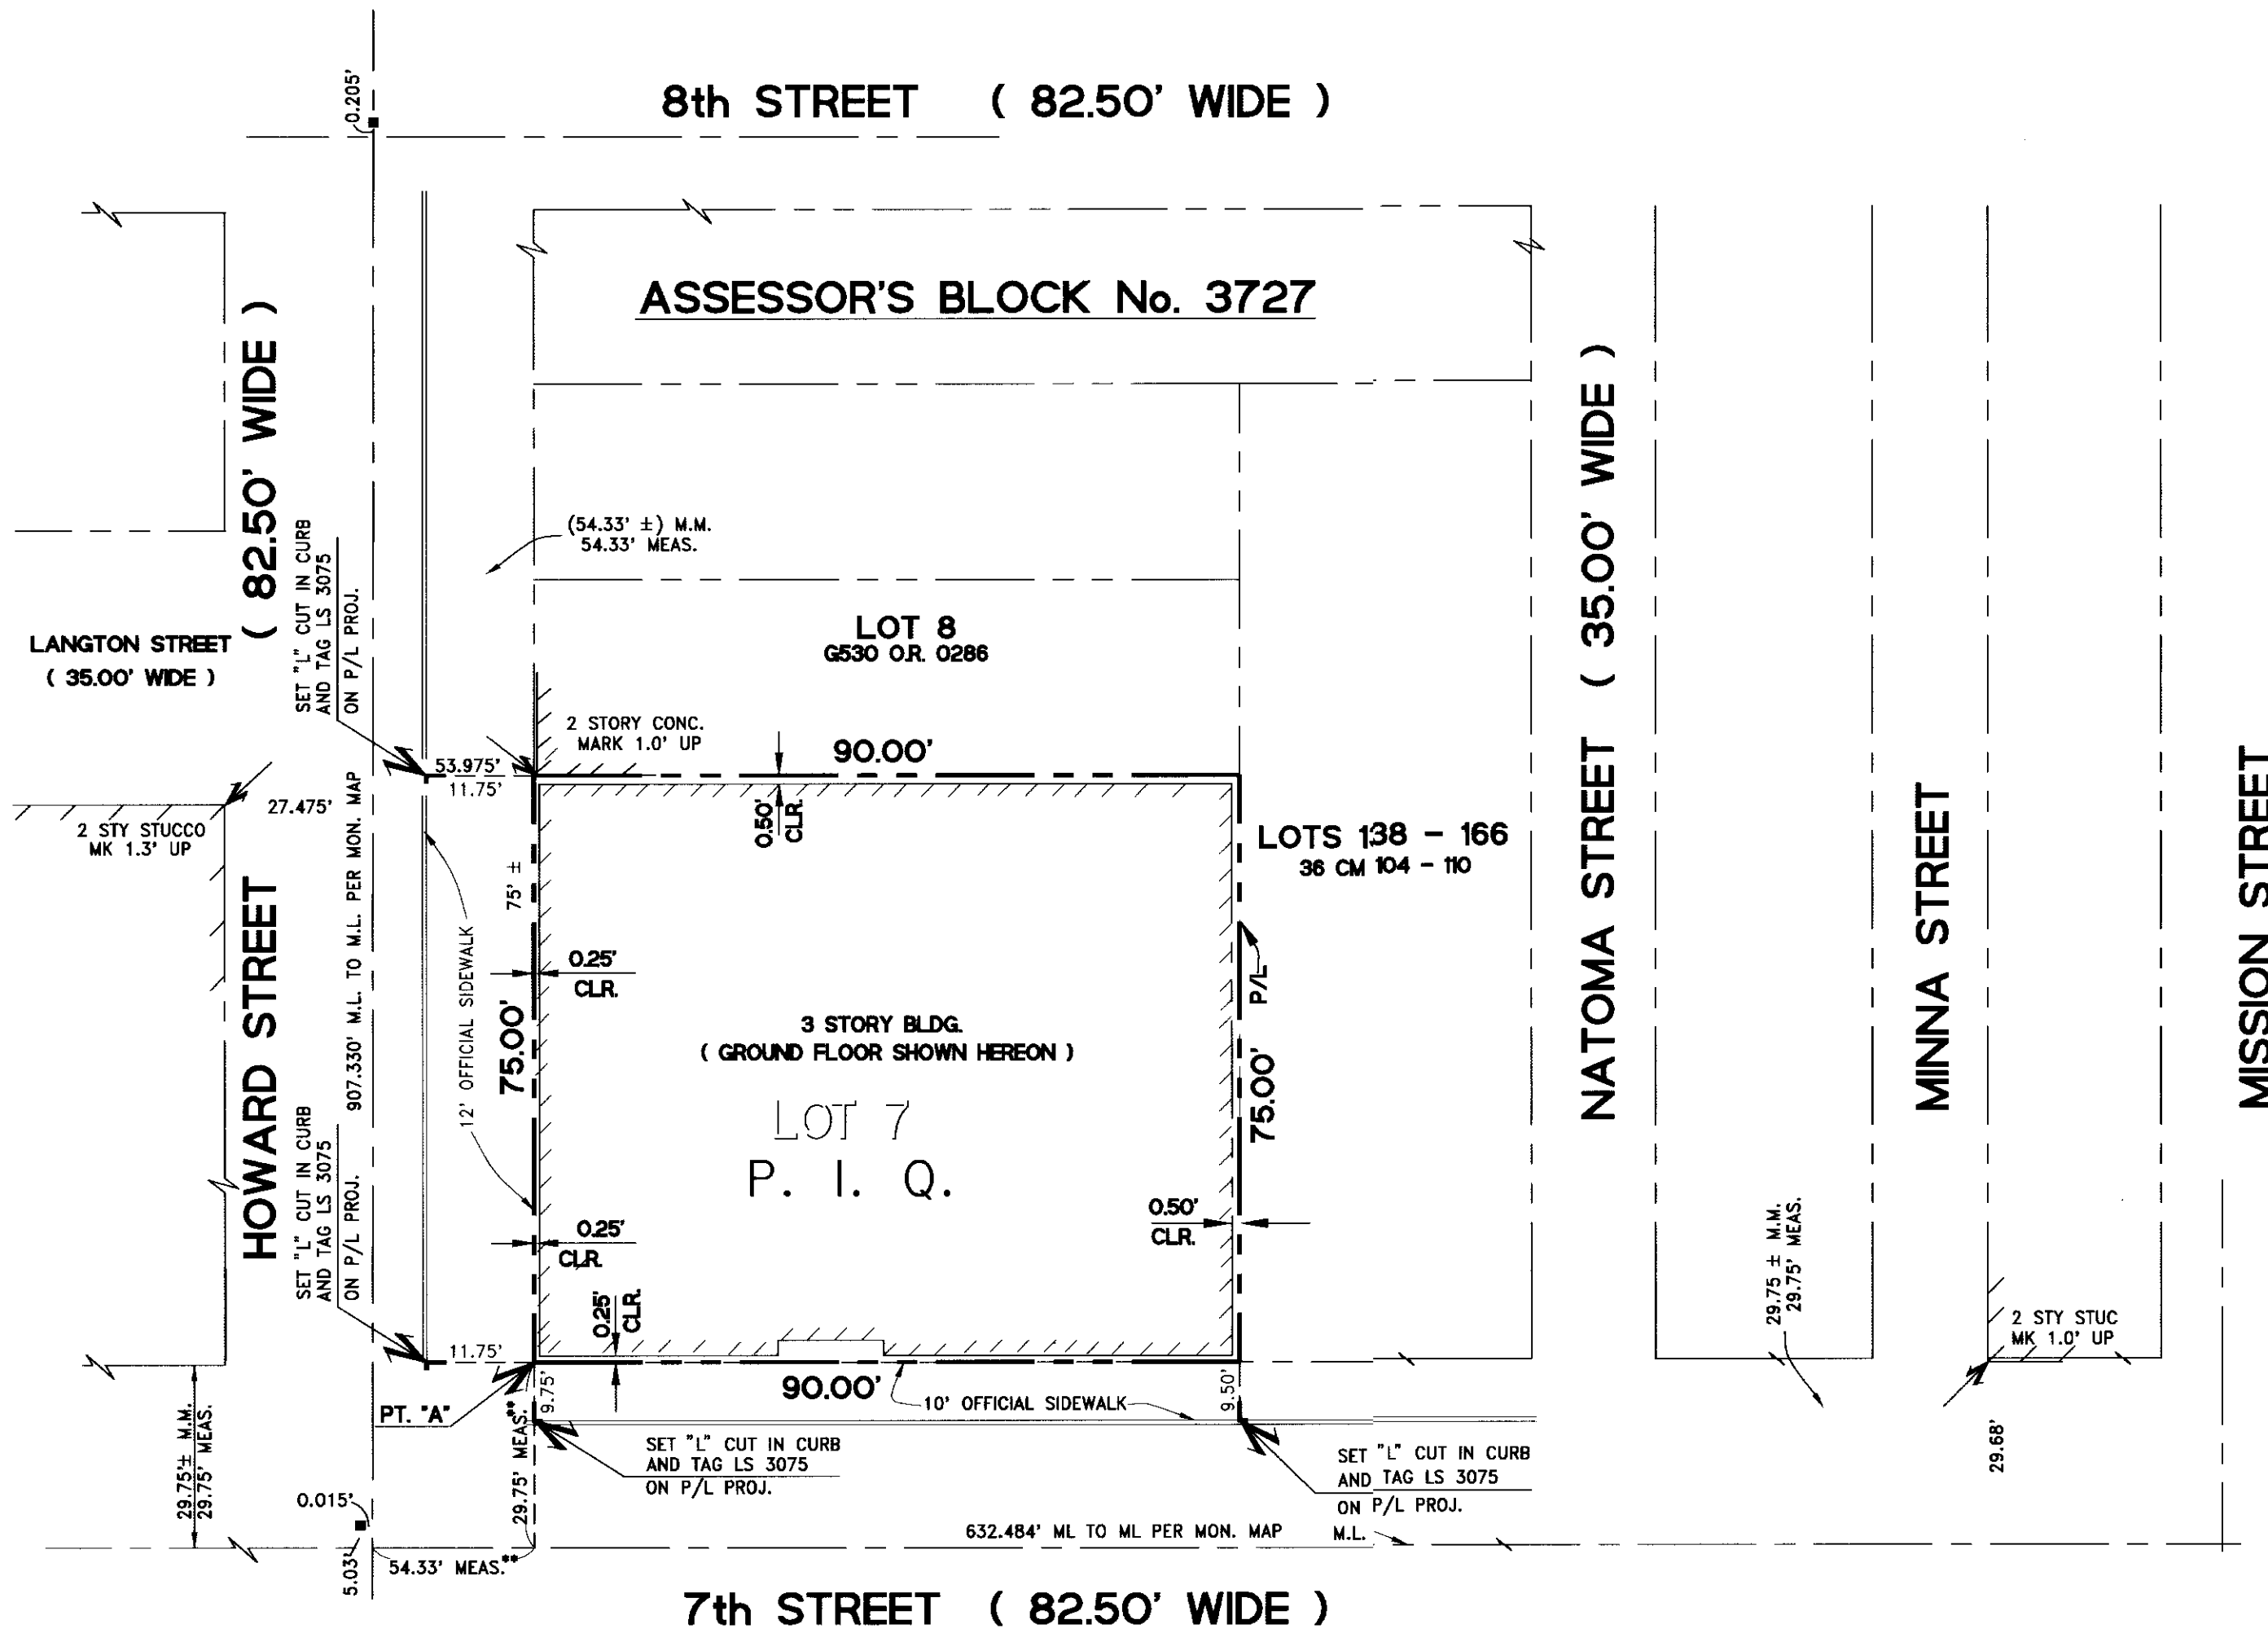 8th STREET ( 82.50' WIDE )
0.205'
ASSESSOR'S BLOCK No. 3727
( 82.50' WIDE )
HOWARD STREET
LANGTON STREET
( 35.00' WIDE )
SET "L" CUT IN CURB
AND TAG LS 3075
ON P/L PROJ.
(54.33' ±) M.M.
54.33' MEAS.
LOT 8
G530 O.R. 0286
2 STORY CONC.
MARK 1.0' UP
90.00'
53.975'
11.75'
27.475'
2 STY STUCCO
MK 1.3' UP
907.330' M.L. TO M.L. PER MON. MAP
75' ±
12' OFFICIAL SIDEWALK
0.50'
CLR.
LOTS 138 - 166
36 CM 104 - 110
NATOMA STREET ( 35.00' WIDE )
MINNA STREET
MISSION STREET
0.25'
CLR.
75.00'
P/L
3 STORY BLDG.
( GROUND FLOOR SHOWN HEREON )
75.00'
LOT 7
P. I. Q.
SET "L" CUT IN CURB
AND TAG LS 3075
ON P/L PROJ.
0.25'
CLR.
0.50'
CLR.
0.25'
CLR.
29.75 ± M.M.
29.75' MEAS.
2 STY STUC
MK 1.0' UP
11.75'
PT. "A"
9.75'
90.00'
10' OFFICIAL SIDEWALK
9.50'
29.75'± M.M.
29.75' MEAS.
29.75' MEAS.**
SET "L" CUT IN CURB
AND TAG LS 3075
ON P/L PROJ.
SET "L" CUT IN CURB
AND TAG LS 3075
ON P/L PROJ.
29.68'
0.015'
5.03'
54.33' MEAS.**
632.484' ML TO ML PER MON. MAP
M.L.
7th STREET ( 82.50' WIDE )